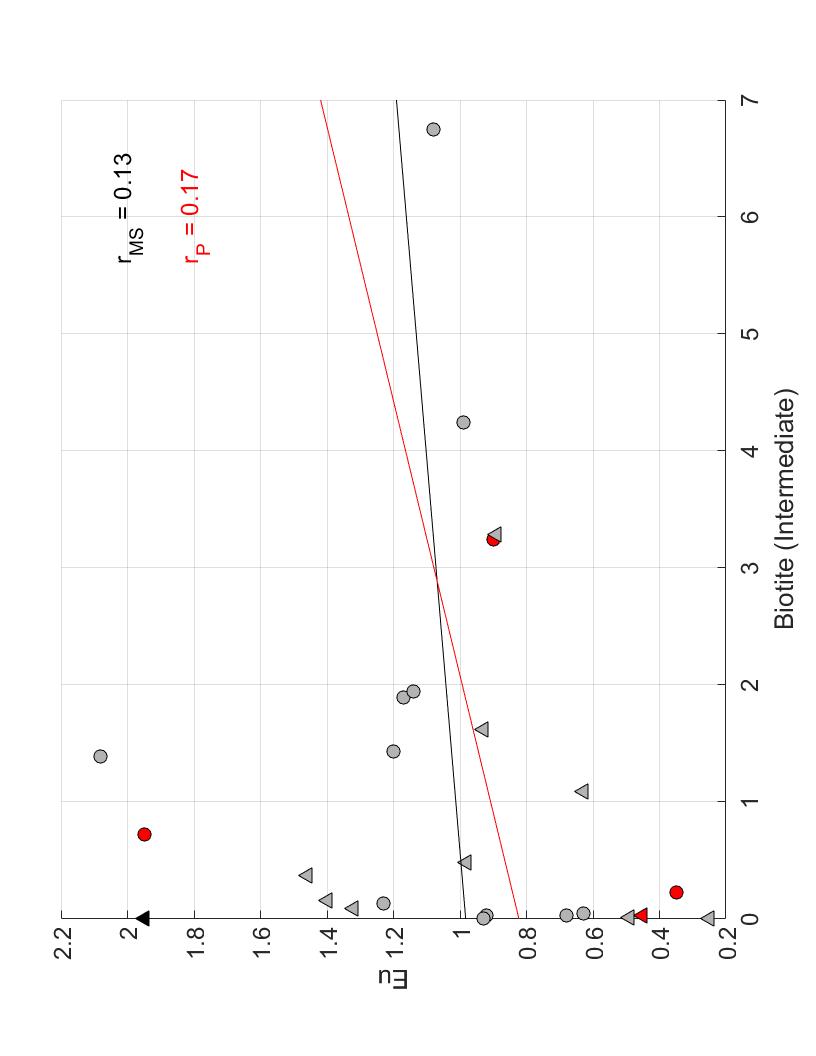 2.2
2
1.8
1.6
1.4
1.2
1
0.8
0.6
0.4
0.2
Eu
r_MS = 0.13
r_P = 0.17
0 1 2 3 4 5 6 7
Biotite (Intermediate)